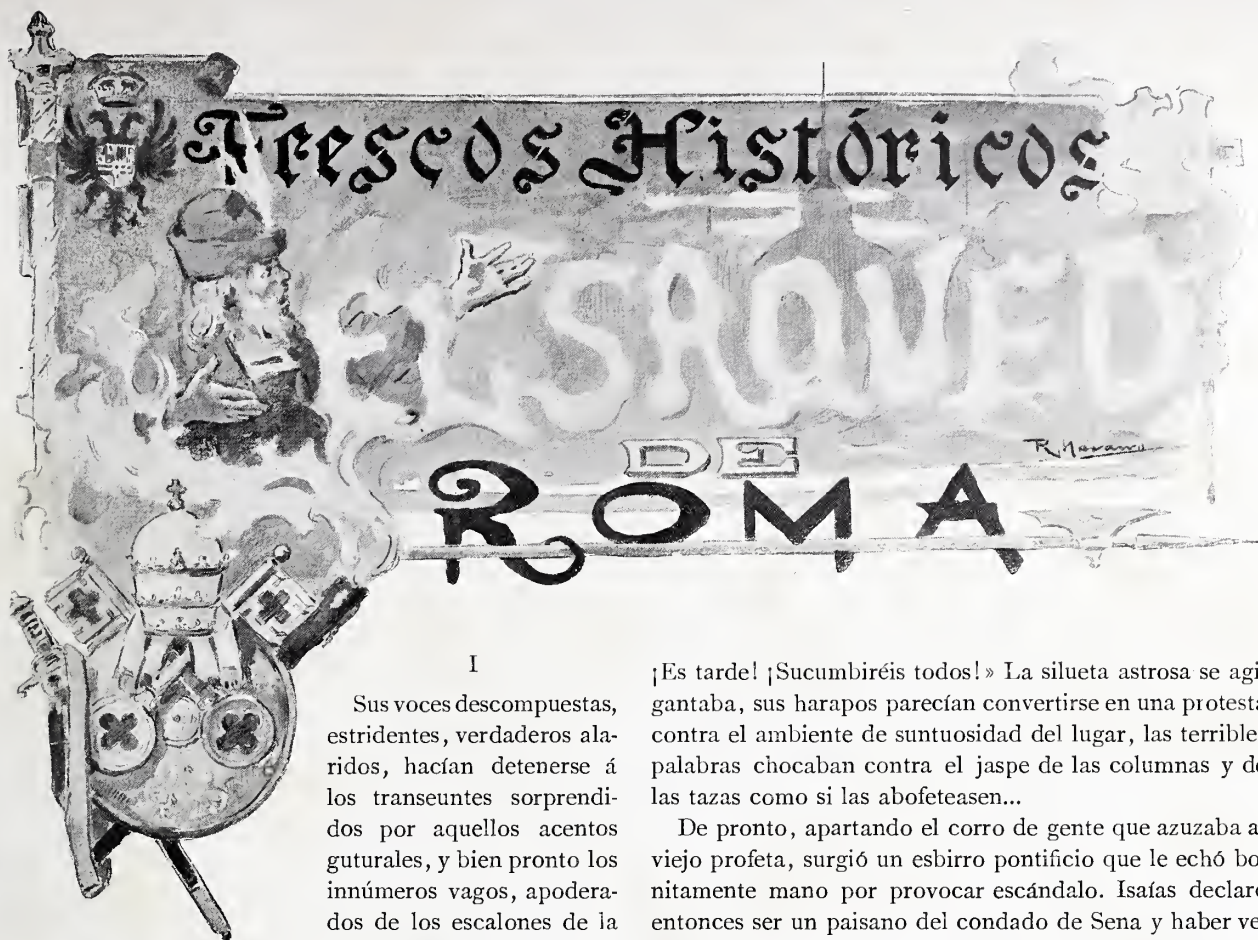 Frescos Históricos
EL SAQUEO
DE
ROMA
R. Navarro
I
Sus voces descompuestas,
estridentes, verdaderos ala-
ridos, hacían detenerse á
los transeuntes sorprendi-
dos por aquellos acentos
guturales, y bien pronto los
innúmeros vagos, apodera-
dos de los escalones de la
¡Es tarde! ¡Sucumbiréis todos!» La silueta astrosa se agi
gantaba, sus harapos parecían convertirse en una protesta
contra el ambiente de suntuosidad del lugar, las terrible
palabras chocaban contra el jaspe de las columnas y de
las tazas como si las abofeteasen...
De pronto, apartando el corro de gente que azuzaba a
viejo profeta, surgió un esbirro pontificio que le echó bo
nitamente mano por provocar escándalo. Isaías declaró
entonces ser un paisano del condado de Sena y haber ve